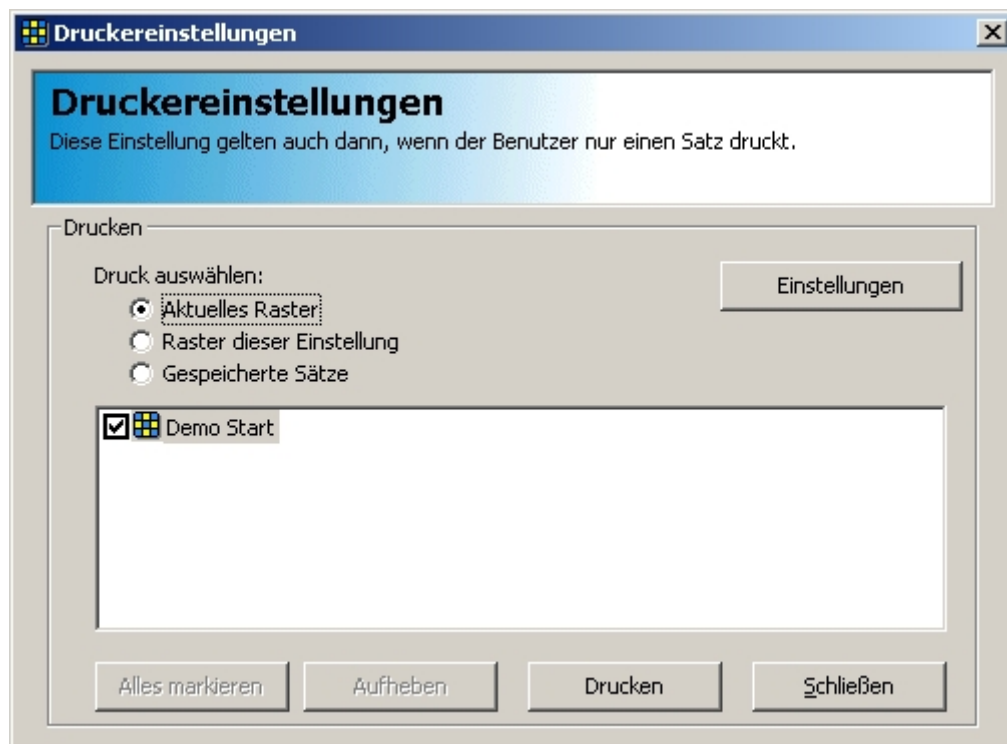 Druckereinstellungen
Druckereinstellungen
Diese Einstellung gelten auch dann, wenn der Benutzer nur einen Satz druckt.
Drucken
Druck auswählen:
Einstellungen
Aktuelles Raster
Raster dieser Einstellung
Gespeicherte Sätze
Demo Start
Alles markieren
Aufheben
Drucken
Schließen